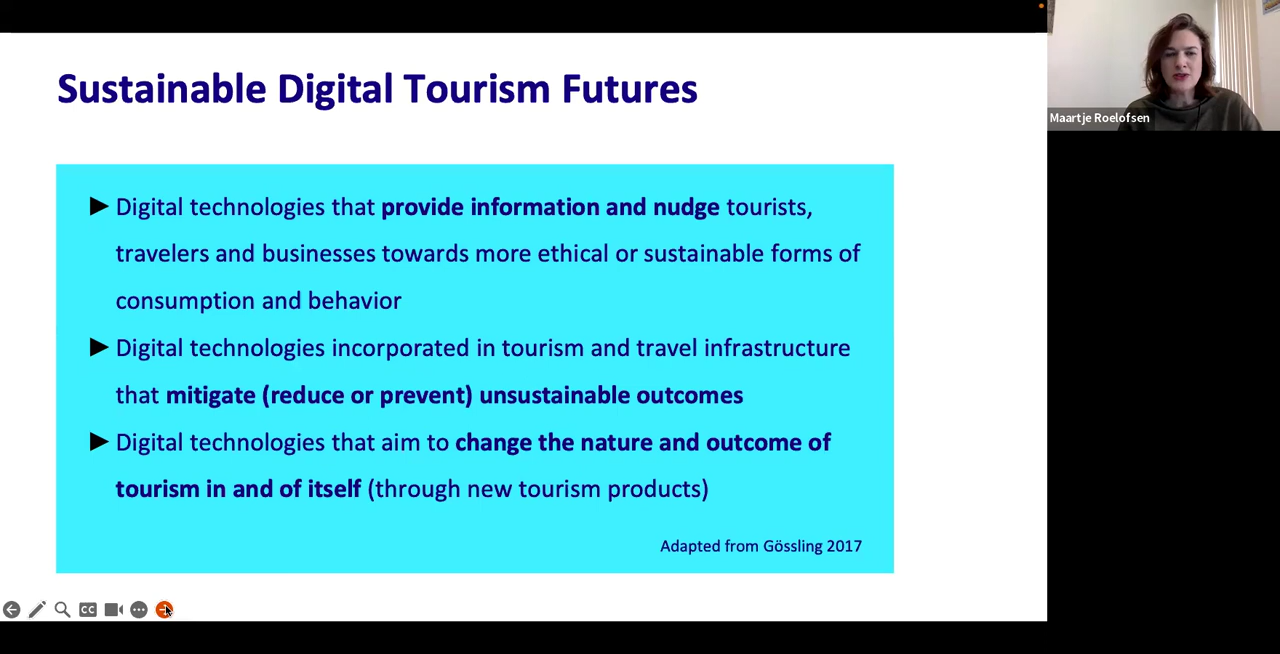 Sustainable Digital Tourism Futures
Maartje Roelofsen
► Digital technologies that provide information and nudge tourists,
travelers and businesses towards more ethical or sustainable forms of
consumption and behavior
► Digital technologies incorporated in tourism and travel infrastructure
that mitigate (reduce or prevent) unsustainable outcomes
► Digital technologies that aim to change the nature and outcome of
tourism in and of itself (through new tourism products)
Adapted from Gössling 2017
CC